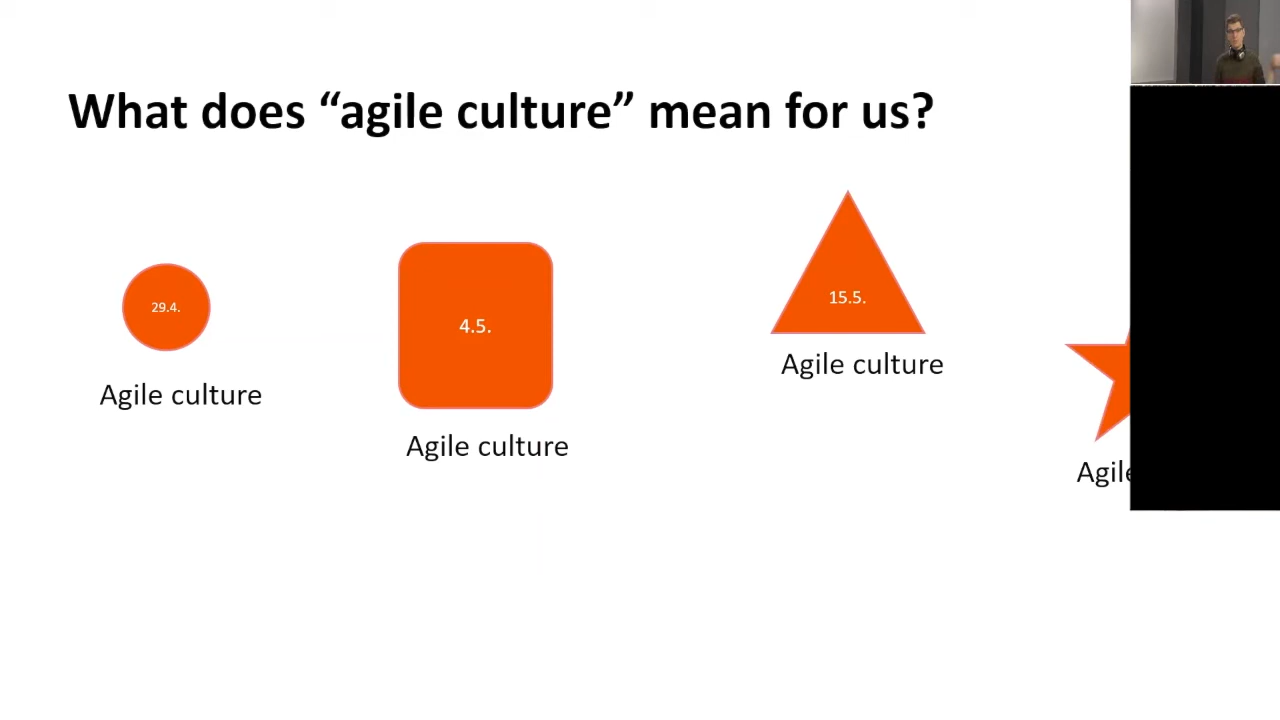 What does “agile culture” mean for us?
29.4.
Agile culture
4.5.
Agile culture
15.5.
Agile culture
Agile